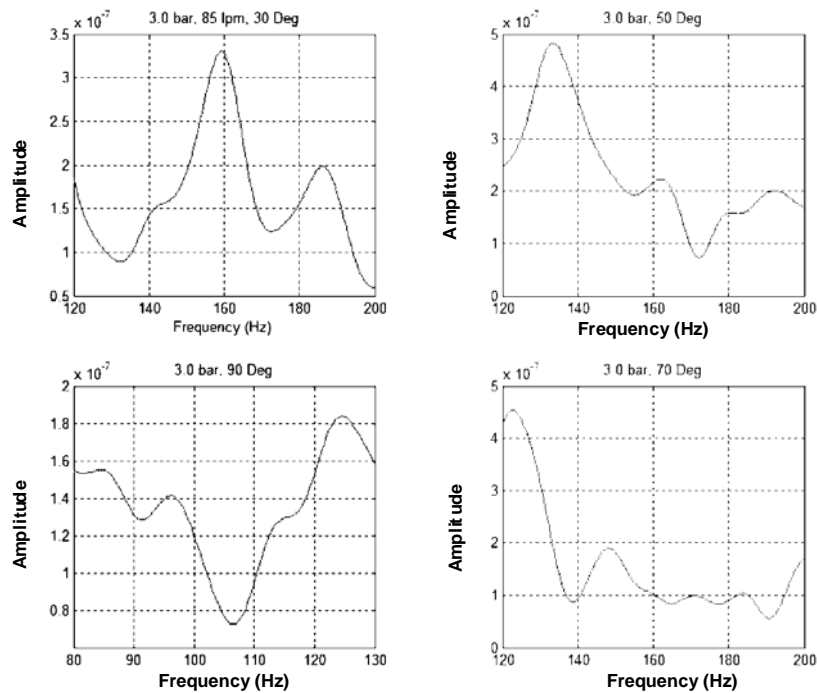 3.0 bar, 85 lpm, 30 Deg
x 10⁻⁷
3.5
3
2.5
2
1.5
1
0.5
Amplitude
120 140 160 180 200
Frequency (Hz)
3.0 bar, 50 Deg
x 10⁻⁷
5
4
3
2
1
0
Amplitude
120 140 160 180 200
Frequency (Hz)
3.0 bar, 90 Deg
x 10⁻⁷
2
1.8
1.6
1.4
1.2
1
0.8
Amplitude
80 90 100 110 120 130
Frequency (Hz)
3.0 bar, 70 Deg
x 10⁻⁷
5
4
3
2
1
0
Amplitude
120 140 160 180 200
Frequency (Hz)